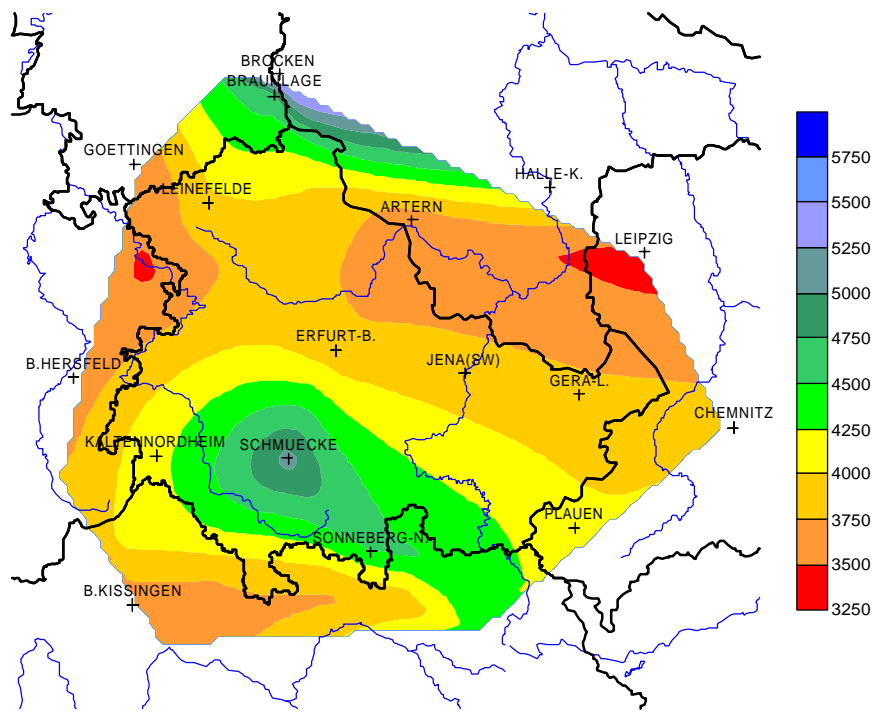 BROCKEN
BRAUNLAGE
GOETTINGEN
HALLE-K.
LEINEFELDE
ARTERN
LEIPZIG
ERFURT-B.
JENA(SW)
B.HERSFELD
GERA-L.
CHEMNITZ
KALTENNORDHEIM
SCHMUECKE
PLAUEN
SONNEBERG-N.
B.KISSINGEN
5750
5500
5250
5000
4750
4500
4250
4000
3750
3500
3250